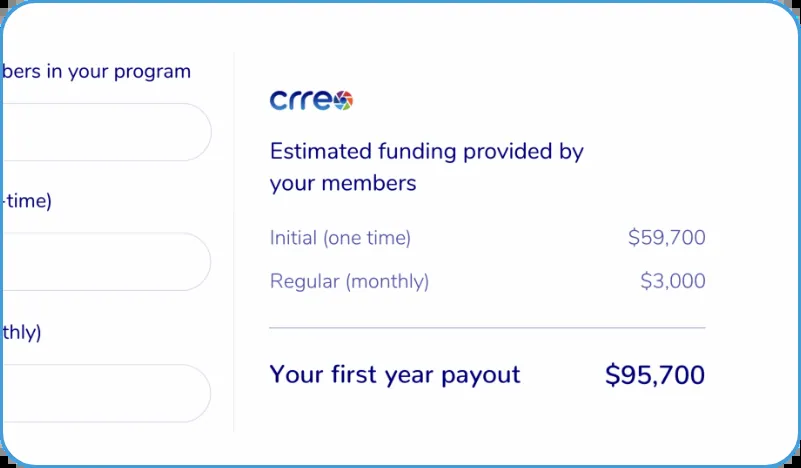 bers in your program
-time)
thly)
crreo
Estimated funding provided by
your members
Initial (one time) $59,700
Regular (monthly) $3,000
Your first year payout $95,700